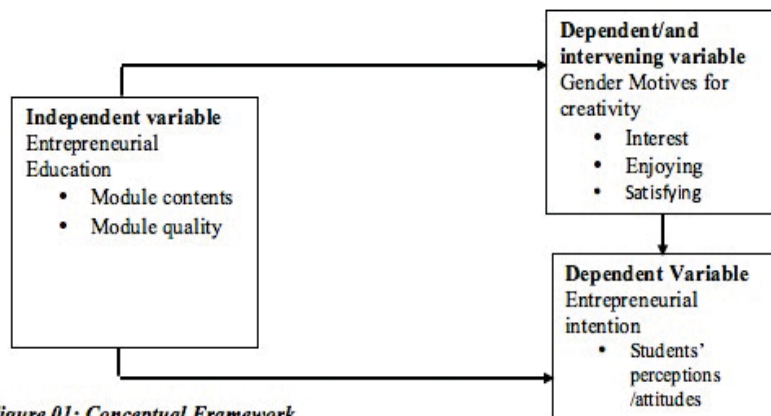 Independent variable
Entrepreneurial
Education
• Module contents
• Module quality
Dependent/and
intervening variable
Gender Motives for
creativity
• Interest
• Enjoying
• Satisfying
Dependent Variable
Entrepreneurial
intention
• Students'
perceptions
/attitudes
igure 01: Conceptual Framework